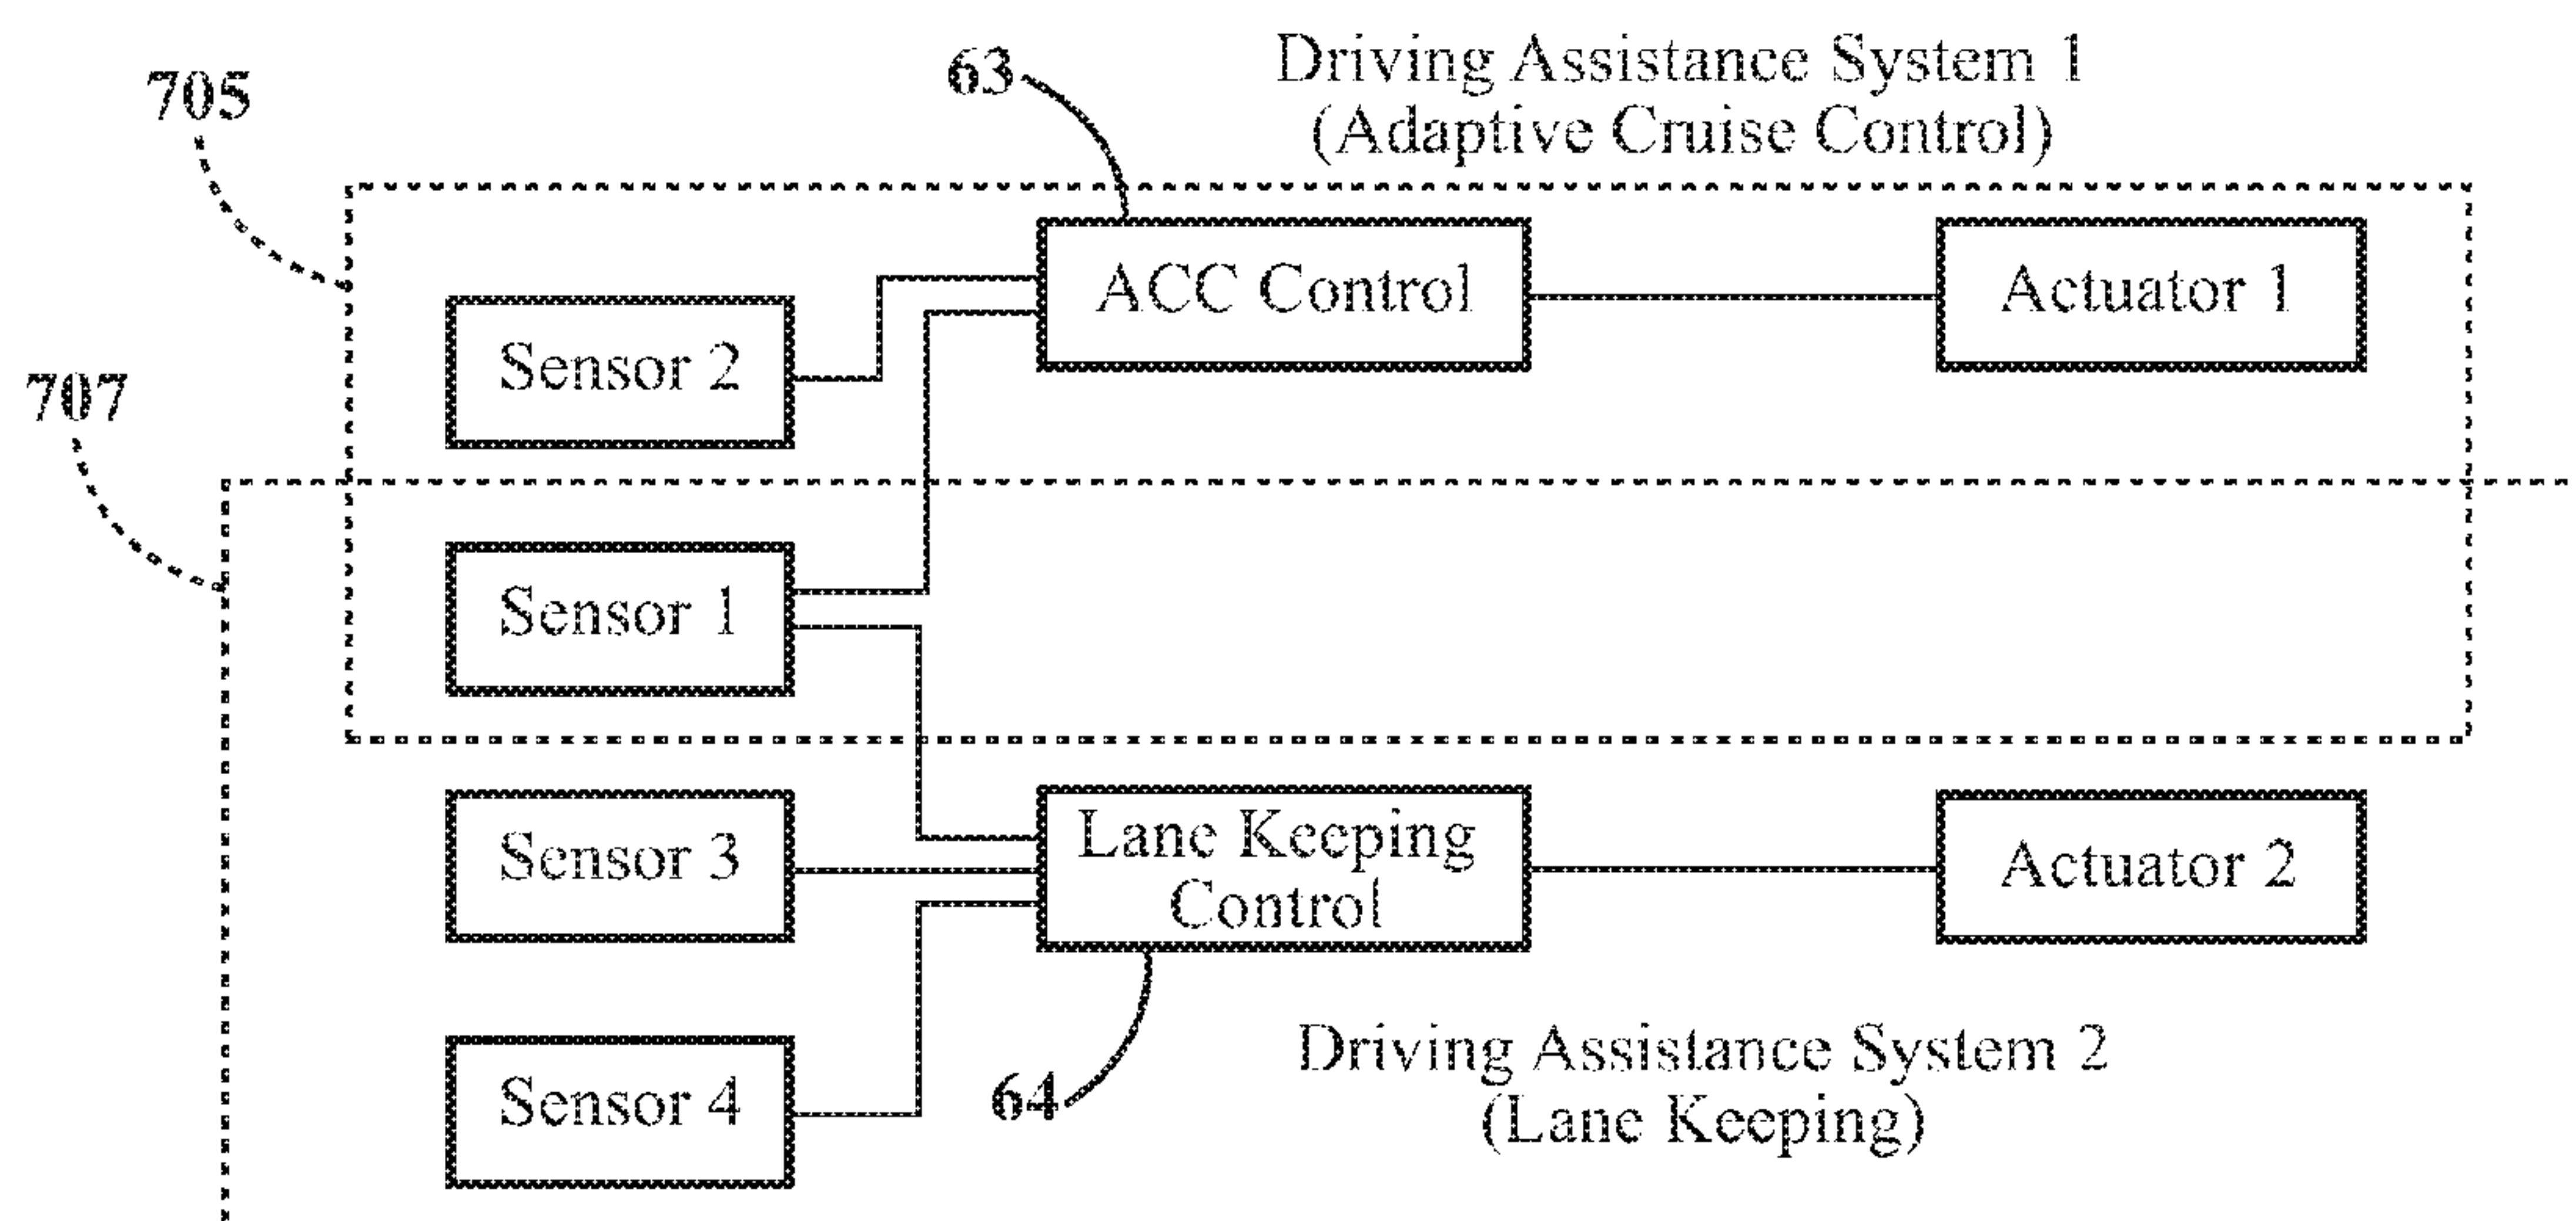 63
Driving Assistance System 1
(Adaptive Cruise Control)
705
ACC Control
Actuator 1
Sensor 2
707
Sensor 1
Sensor 3
Lane Keeping
Control
Actuator 2
Sensor 4
64
Driving Assistance System 2
(Lane Keeping)